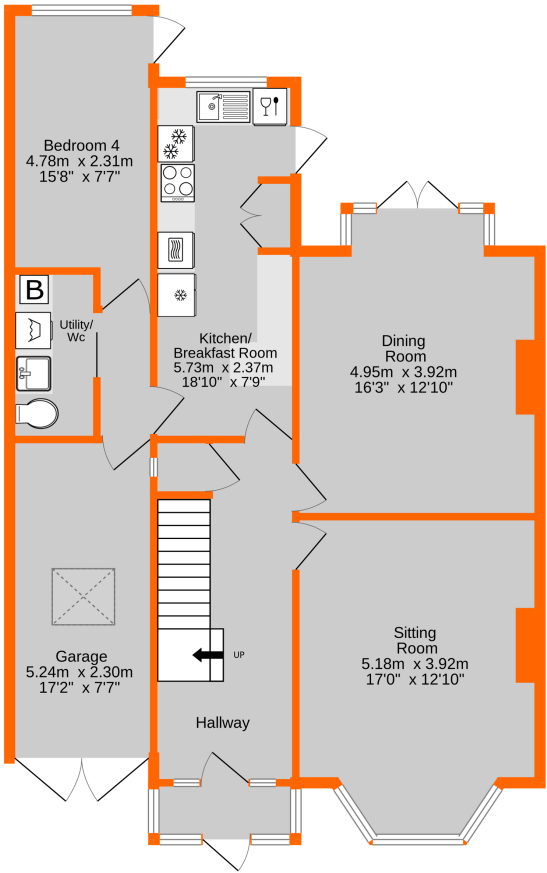 Bedroom 4
4.78m x 2.31m
15'8" x 7'7"
B
Utility/
Wc
Kitchen/
Breakfast Room
5.73m x 2.37m
18'10" x 7'9"
Dining
Room
4.95m x 3.92m
16'3" x 12'10"
Garage
5.24m x 2.30m
17'2" x 7'7"
UP
Hallway
Sitting
Room
5.18m x 3.92m
17'0" x 12'10"